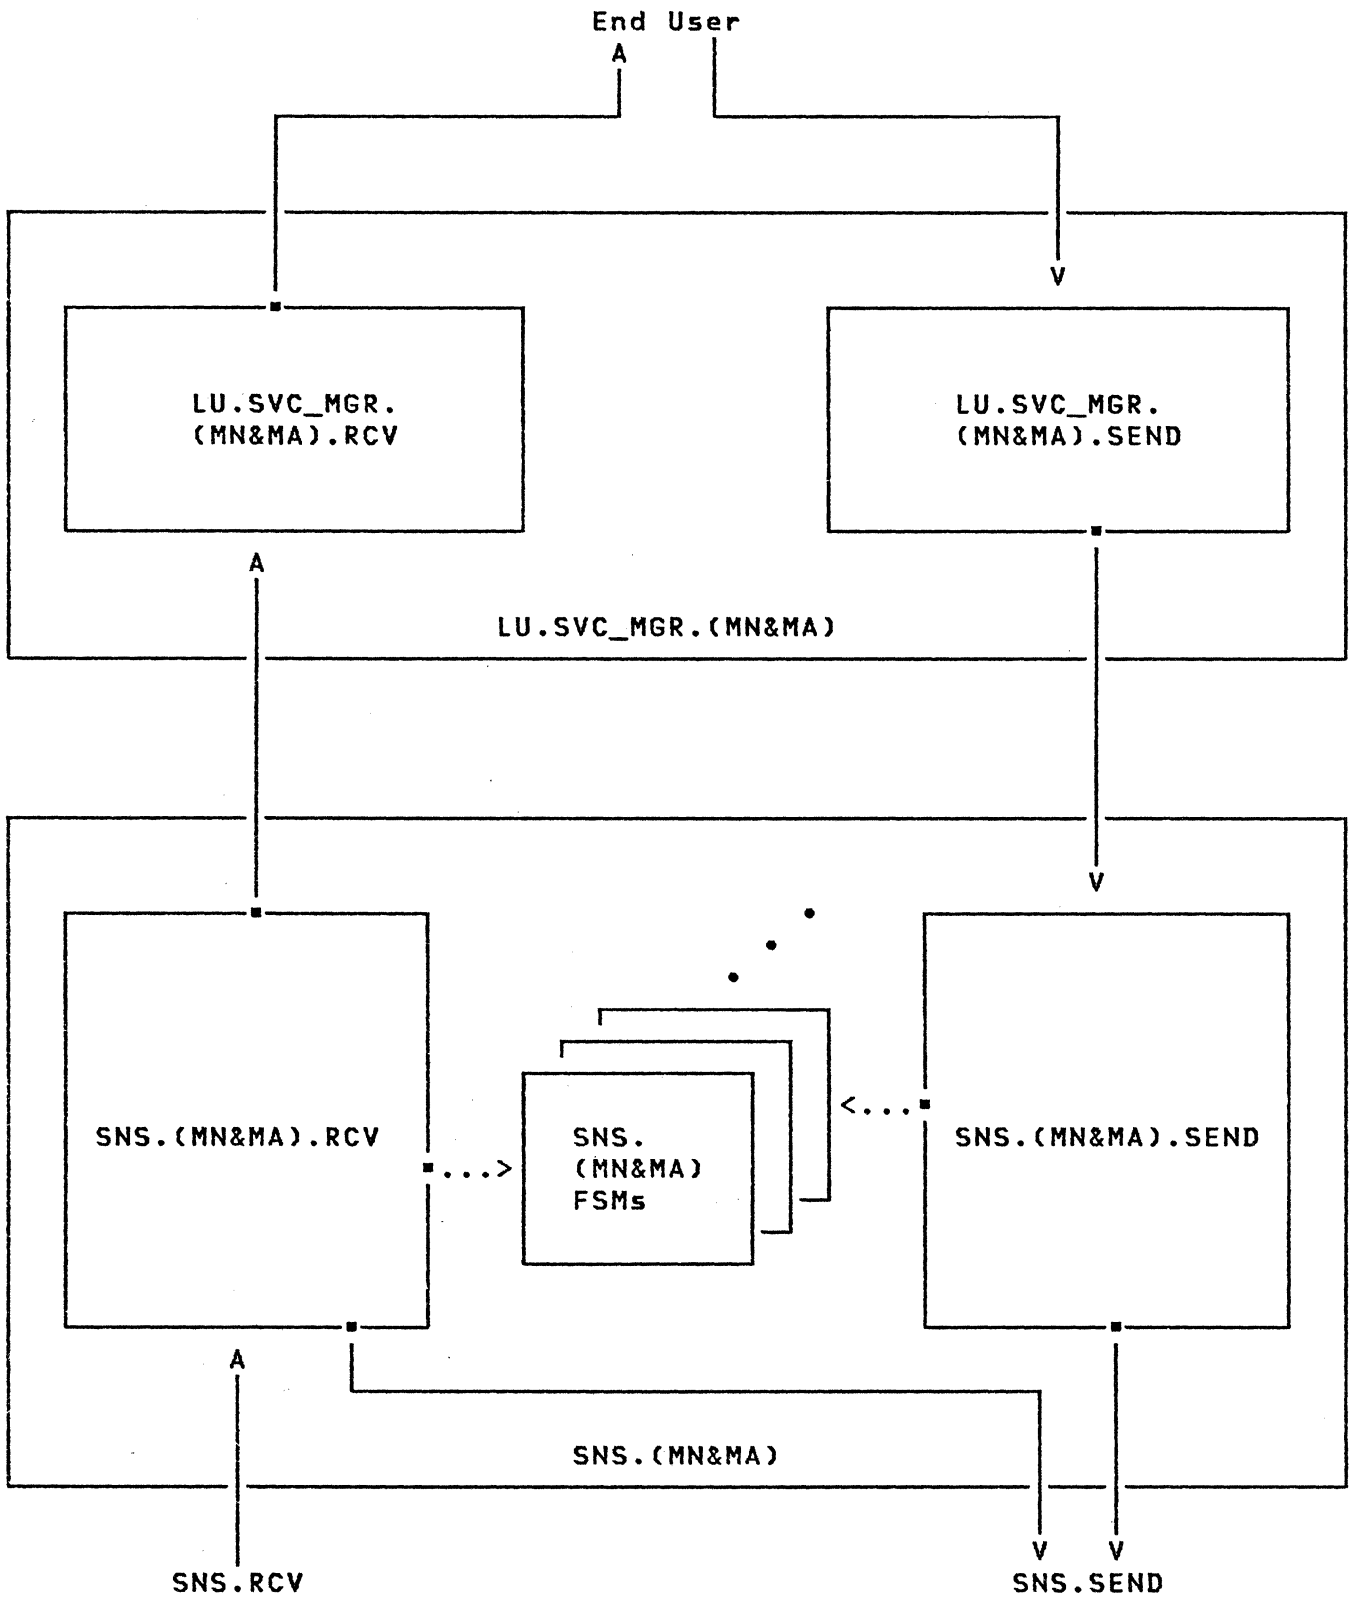 End User
LU.SVC_MGR.
(MN&MA).RCV
LU.SVC_MGR.
(MN&MA).SEND
LU.SVC_MGR.(MN&MA)
SNS.(MN&MA).RCV
SNS.
(MN&MA)
FSMs
SNS.(MN&MA).SEND
SNS.(MN&MA)
SNS.RCV
SNS.SEND